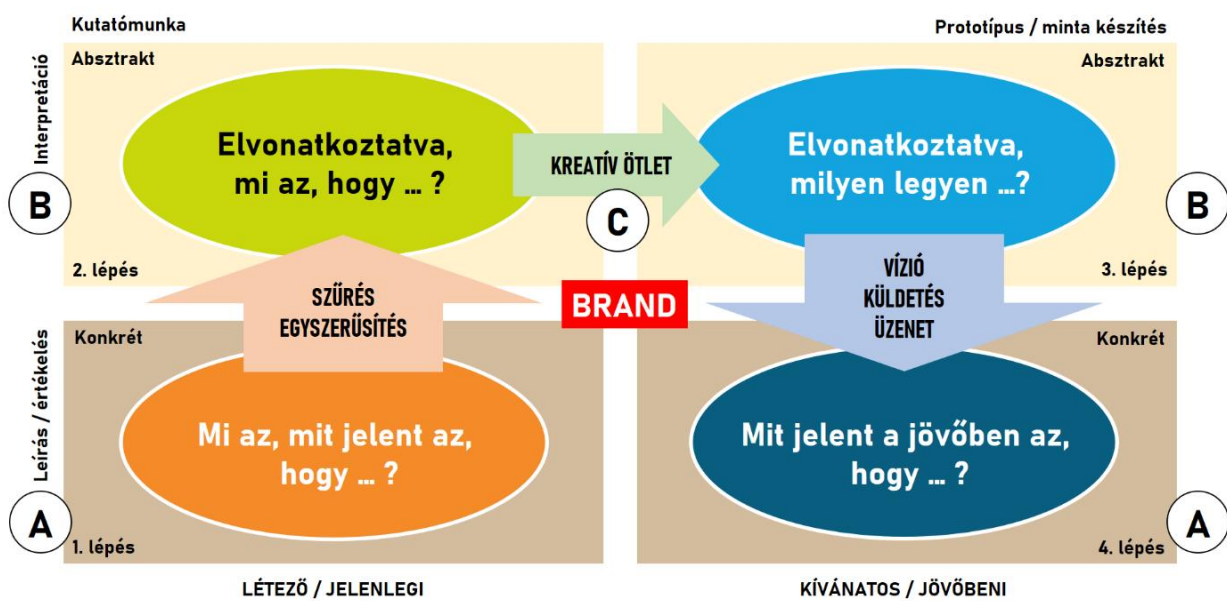 Kutatómunka
Prototípus / minta készítés
Absztrakt
Absztrakt
Interpretáció
Elvonatkoztatva,
mi az, hogy ... ?
KREATÍV ÖTLET
Elvonatkoztatva,
milyen legyen ...?
B
C
B
2. lépés
3. lépés
SZŰRÉS
EGYSZERŰSÍTÉS
BRAND
VÍZIÓ
KÜLDETÉS
ÜZENET
Konkrét
Konkrét
Leírás / értékelés
Mi az, mit jelent az,
hogy ... ?
Mit jelent a jövőben az,
hogy ... ?
A
A
1. lépés
4. lépés
LÉTEZŐ / JELENLEGI
KÍVÁNATOS / JÖVŐBENI